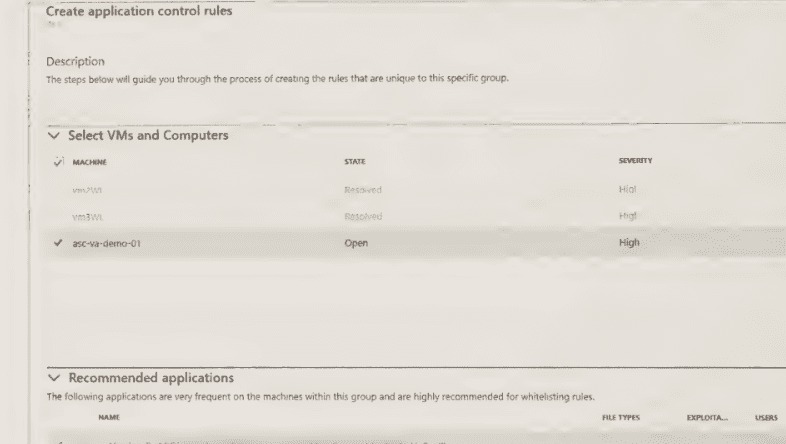 Create application control rules
Description
The steps below will guide you through the process of creating the rules that are unique to this specific group.
Select VMs and Computers
MACHINE STATE SEVERITY
Resolved
vm3Wt Resolved High
asc-va-demo-01 Open High
Recommended applications
The following applications are very frequent on the machines within this group and are highly recommended for whitelisting rules.
NAME FILE TYPES EXPLOITA... USERS